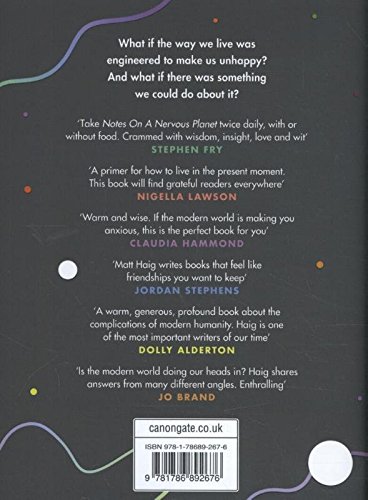 What if the way we live was
engineered to make us unhappy?
And what if there was something
we could do about it?
'Take Notes On A Nervous Planet twice daily, with or
without food. Crammed with wisdom, insight, love and wit'
STEPHEN FRY
'A primer for how to live in the present moment.
This book will find grateful readers everywhere'
NIGELLA LAWSON
'Warm and wise. If the modern world is making you
anxious, this is the perfect book for you'
CLAUDIA HAMMOND
'Matt Haig writes books that feel like
friendships you want to keep'
JORDAN STEPHENS
'A warm, generous, profound book about the
complications of modern humanity. Haig is one
of the most important writers of our time'
DOLLY ALDERTON
'Is the modern world doing our heads in? Haig shares
answers from many different angles. Enthralling'
JO BRAND
canongate.co.uk
ISBN 978-1-78689-267-6
9 781786 892676